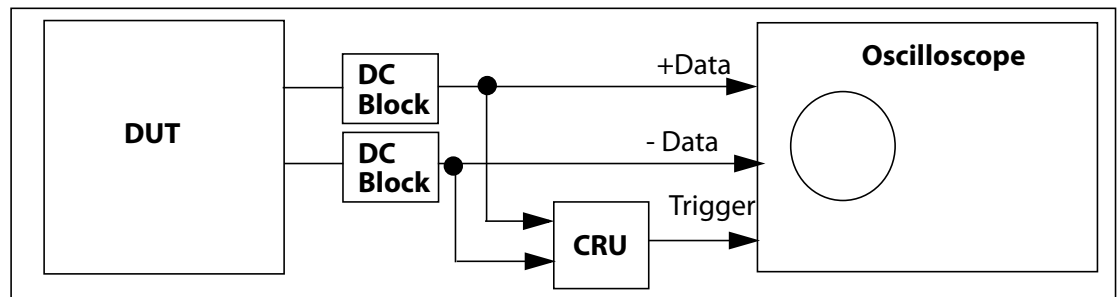 DUT
DC
Block
DC
Block
+Data
- Data
Trigger
CRU
Oscilloscope